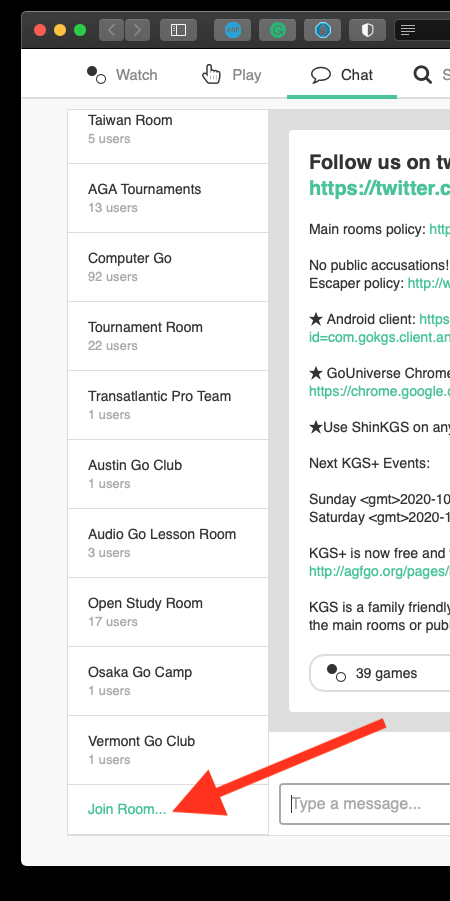 Watch
Play
Chat
S
Taiwan Room
5 users
AGA Tournaments
13 users
Computer Go
92 users
Tournament Room
22 users
Transatlantic Pro Team
1 users
Austin Go Club
1 users
Audio Go Lesson Room
3 users
Open Study Room
17 users
Osaka Go Camp
1 users
Vermont Go Club
1 users
Join Room...
Follow us on tw
https://twitter.c
Main rooms policy: http
No public accusations!
Escaper policy: http://w
★ Android client: https
id=com.gokgs.client.an
★ GoUniverse Chrome
https://chrome.google.c
★Use ShinKGS on any
Next KGS+ Events:
Sunday <gmt>2020-10
Saturday <gmt>2020-1
KGS+ is now free and
http://agfgo.org/pages/
KGS is a family friendly
the main rooms or publ
39 games
Type a message...